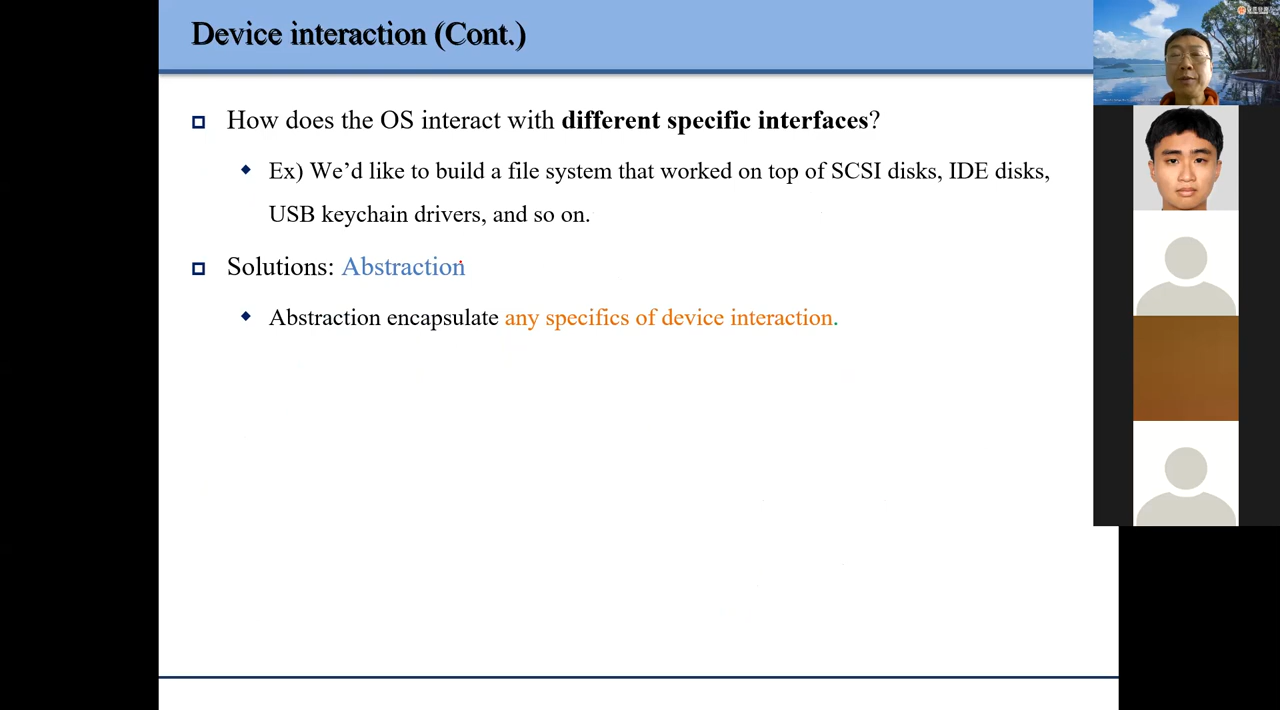 Device interaction (Cont.)
How does the OS interact with different specific interfaces?
Ex) We’d like to build a file system that worked on top of SCSI disks, IDE disks,
USB keychain drivers, and so on.
Solutions: Abstraction
Abstraction encapsulate any specifics of device interaction.